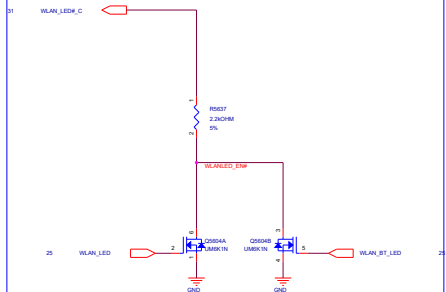 31 WLAN_LED#_C
1
R5637
2.2kOHM
2
5%
WLANLED_EN#
6 3
Q5604A Q5604B
25 WLAN_LED 2 UM6K1N UM6K1N 5 WLAN_BT_LED 25
1 4
GND GND